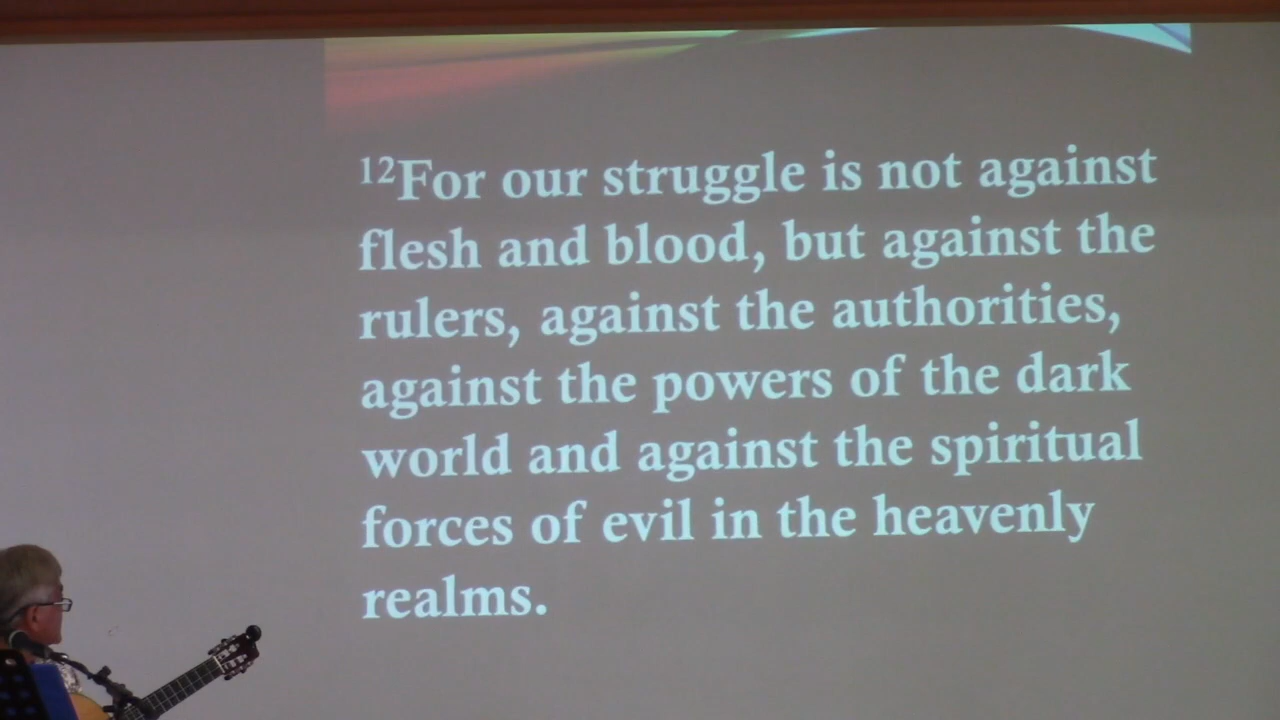 ¹²For our struggle is not against
flesh and blood, but against the
rulers, against the authorities,
against the powers of the dark
world and against the spiritual
forces of evil in the heavenly
realms.